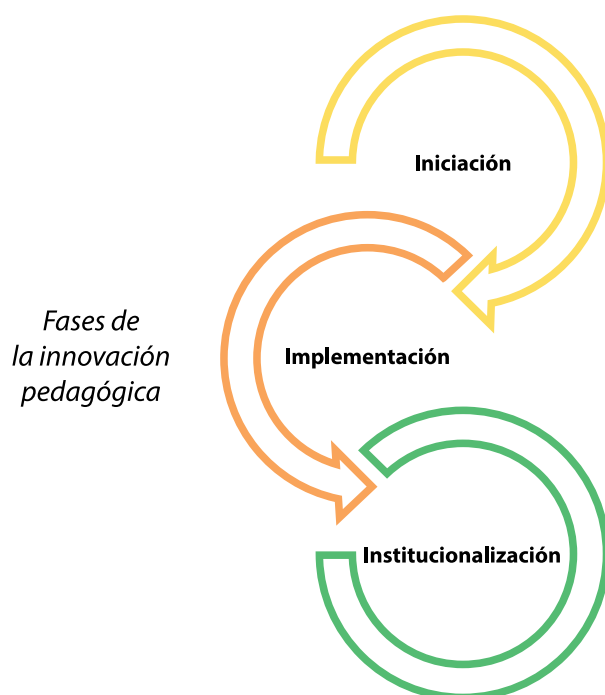 Iniciación
Fases de
la innovación
pedagógica
Implementación
Institucionalización